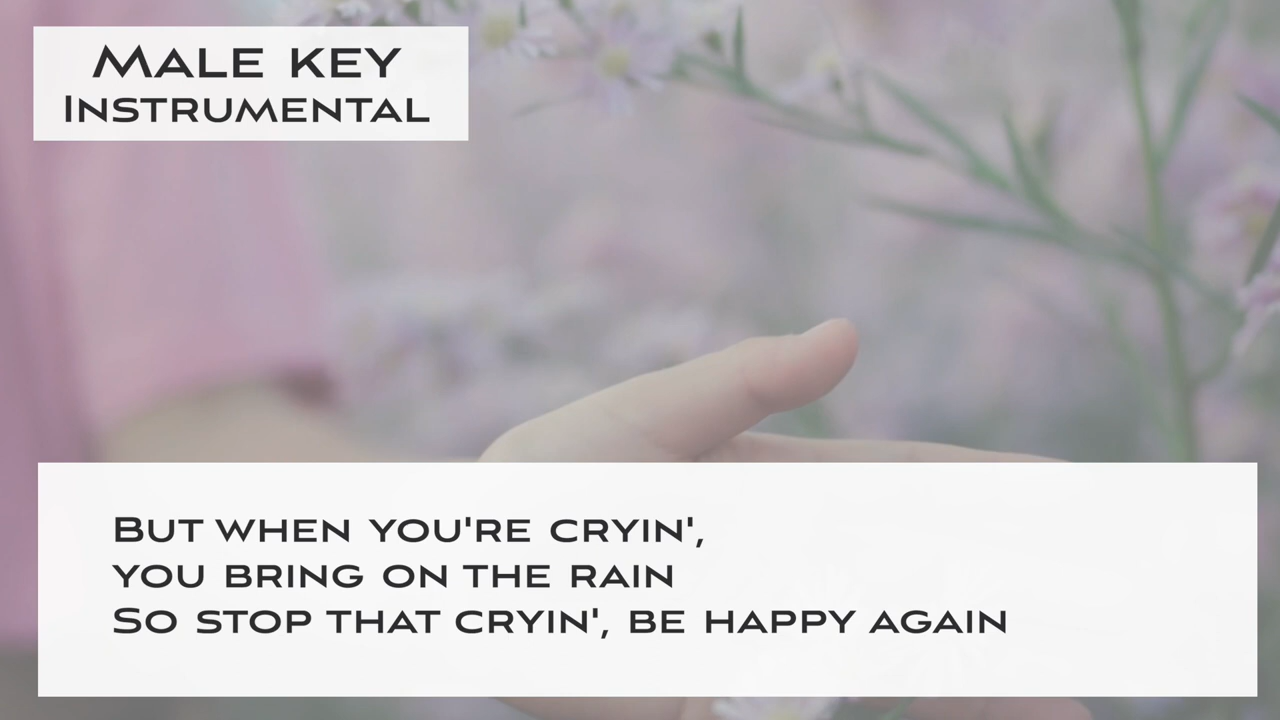 Male key
Instrumental
But when you're cryin',
you bring on the rain
So stop that cryin', be happy again